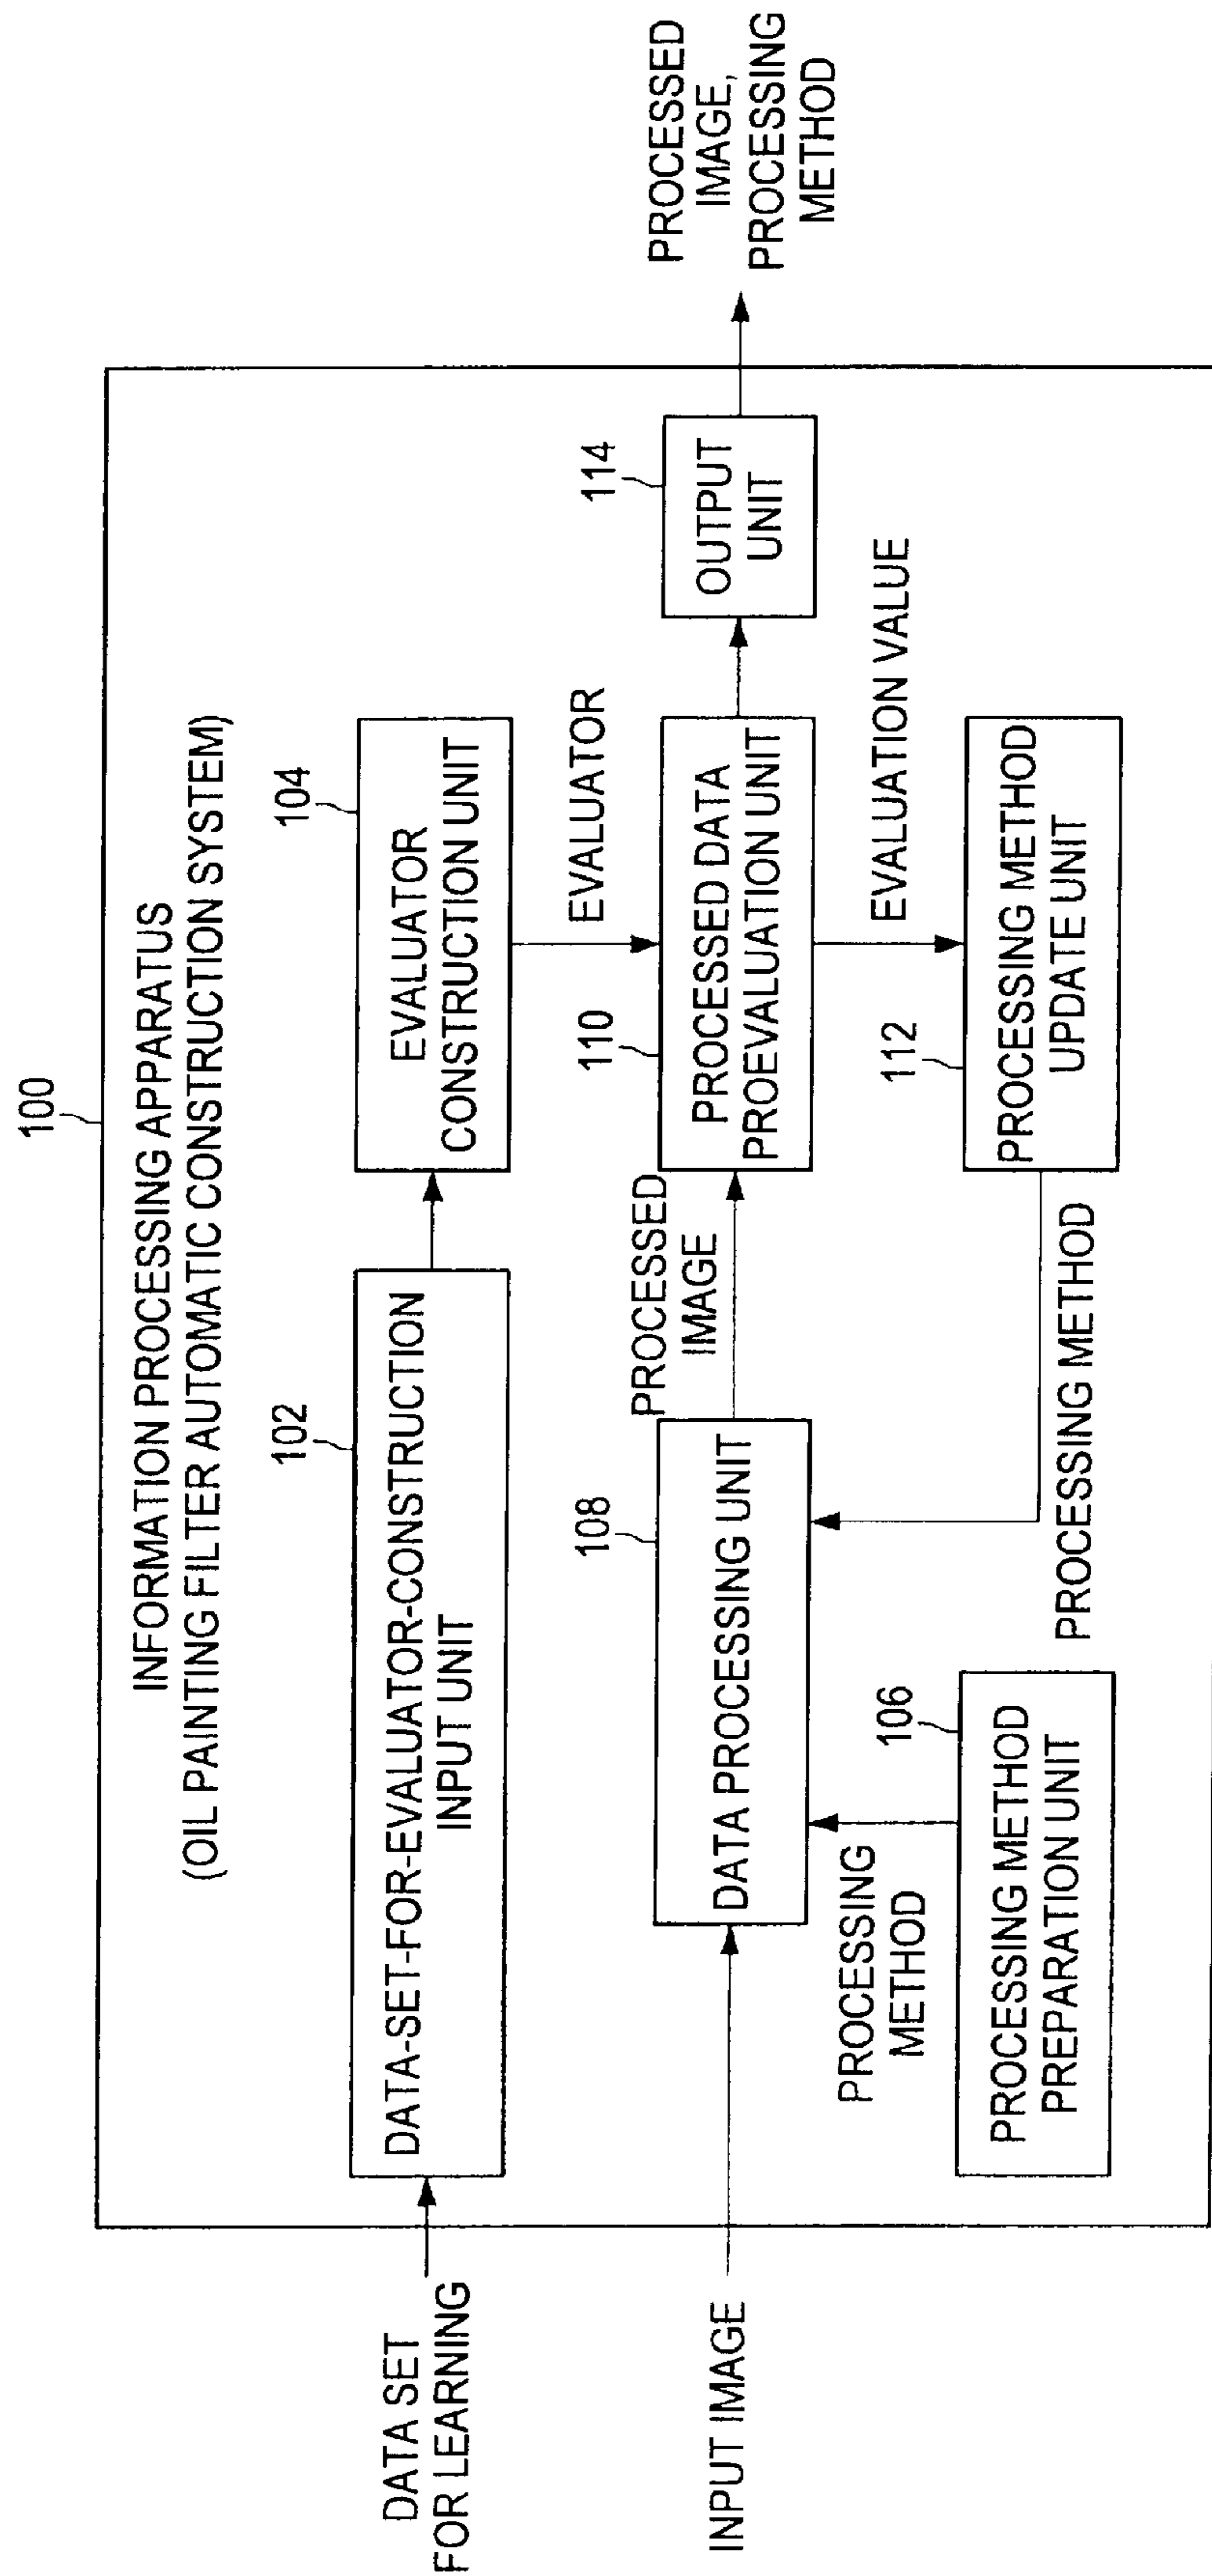 100
INFORMATION PROCESSING APPARATUS
(OIL PAINTING FILTER AUTOMATIC CONSTRUCTION SYSTEM)
DATA SET
FOR LEARNING
102
DATA-SET-FOR-EVALUATOR-CONSTRUCTION
INPUT UNIT
104
EVALUATOR
CONSTRUCTION UNIT
EVALUATOR
INPUT IMAGE
108
DATA PROCESSING UNIT
PROCESSED
IMAGE
110
PROCESSED DATA
PROEVALUATION UNIT
114
OUTPUT
UNIT
PROCESSED
IMAGE,
PROCESSING
METHOD
PROCESSING
METHOD
106
PROCESSING METHOD
PREPARATION UNIT
PROCESSING METHOD
EVALUATION VALUE
112
PROCESSING METHOD
UPDATE UNIT